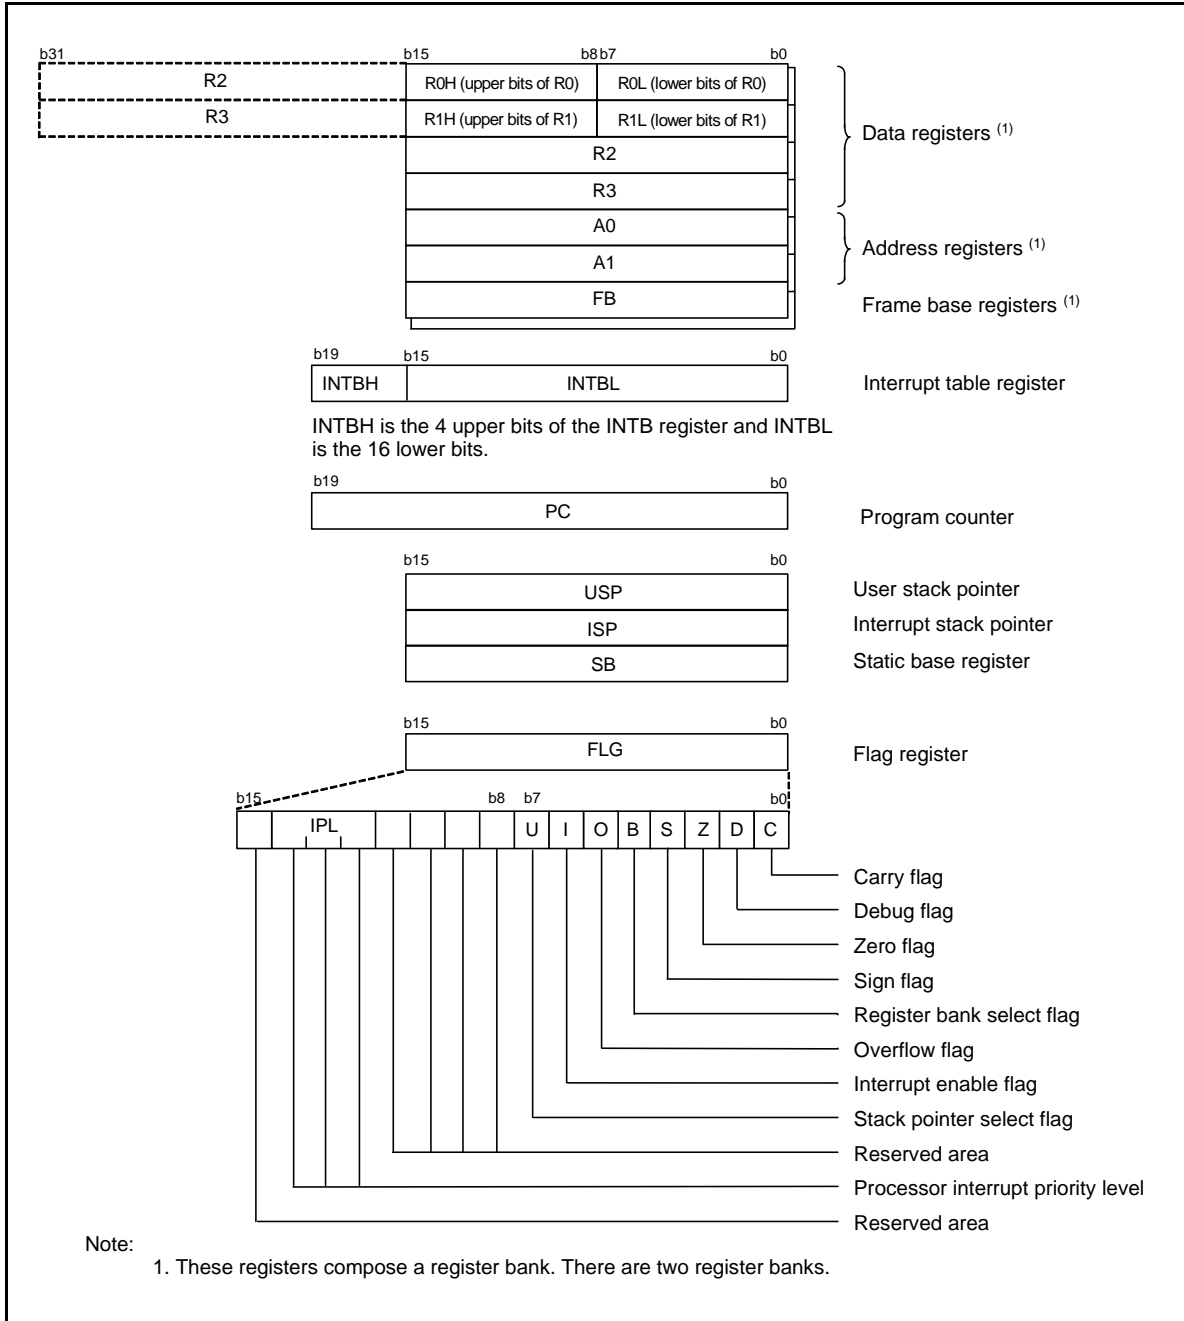 b31 b15 b8 b7 b0
R2 R0H (upper bits of R0) R0L (lower bits of R0)
R3 R1H (upper bits of R1) R1L (lower bits of R1)
Data registers (1)
R2
R3
A0
Address registers (1)
A1
FB
Frame base registers (1)
b19 b15 b0
INTBH INTBL Interrupt table register
INTBH is the 4 upper bits of the INTB register and INTBL
is the 16 lower bits.
b19 b0
PC Program counter
b15 b0
USP User stack pointer
ISP Interrupt stack pointer
SB Static base register
b15 b0
FLG Flag register
b15 b8 b7 b0
IPL U I O B S Z D C
Carry flag
Debug flag
Zero flag
Sign flag
Register bank select flag
Overflow flag
Interrupt enable flag
Stack pointer select flag
Reserved area
Processor interrupt priority level
Reserved area
Note:
1. These registers compose a register bank. There are two register banks.